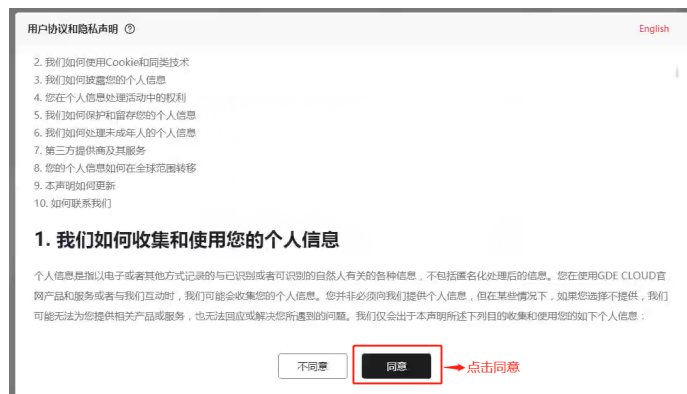 用户协议和隐私声明 ?
English
2. 我们如何使用Cookie和同类技术
3. 我们如何披露您的个人信息
4. 您在个人信息处理活动中的权利
5. 我们如何保护和留存您的个人信息
6. 我们如何处理未成年人的个人信息
7. 第三方提供商及其服务
8. 您的个人信息如何在全球范围转移
9. 本声明如何更新
10. 如何联系我们
1. 我们如何收集和使用您的个人信息
个人信息是指以电子或者其他方式记录的与已识别或者可识别的自然人有关的各种信息，不包括匿名化处理后的信息。您在使用GDE CLOUD官
网产品和服务或者与我们互动时，我们可能会收集您的个人信息。您并非必须向我们提供个人信息，但在某些情况下，如果您选择不提供，我们
可能无法为您提供相关产品或服务，也无法回应或解决您所遇到的问题。我们仅会出于本声明所述下列目的收集和使用您的如下个人信息：
不同意
同意
点击同意